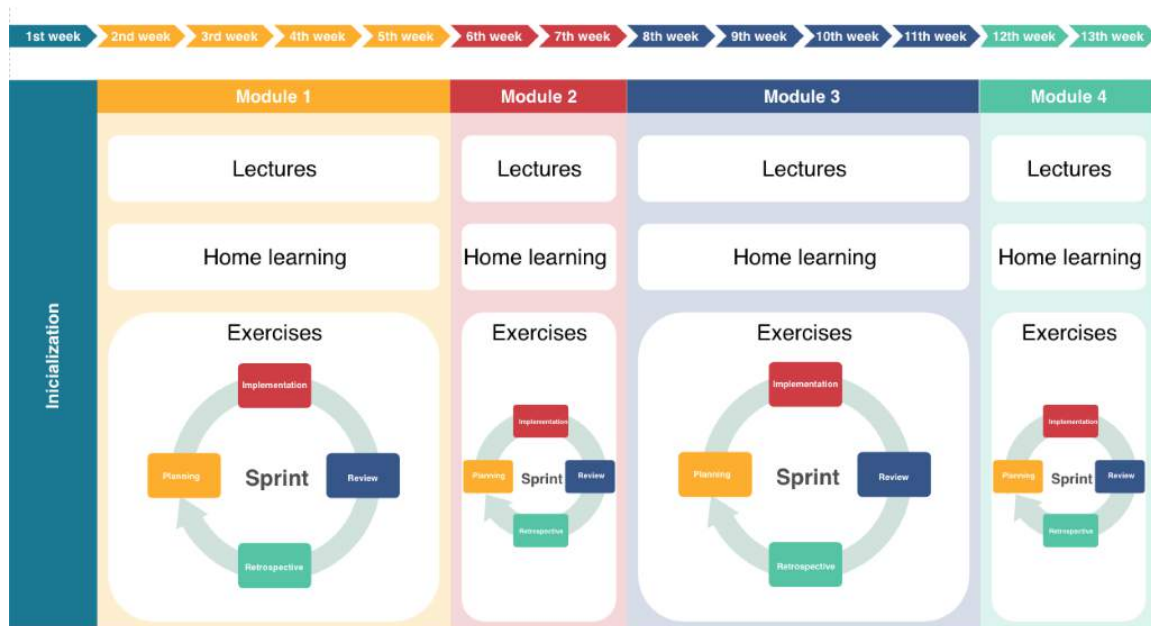 1st week 2nd week 3rd week 4th week 5th week 6th week 7th week 8th week 9th week 10th week 11th week 12th week 13th week
Module 1 Module 2 Module 3 Module 4
Inicialization
Lectures Lectures Lectures Lectures
Home learning Home learning Home learning Home learning
Exercises Exercises Exercises Exercises
Implementation
Planning Sprint Review
Retrospective
Implementation
Planning Sprint Review
Retrospective
Implementation
Planning Sprint Review
Retrospective
Implementation
Planning Sprint Review
Retrospective